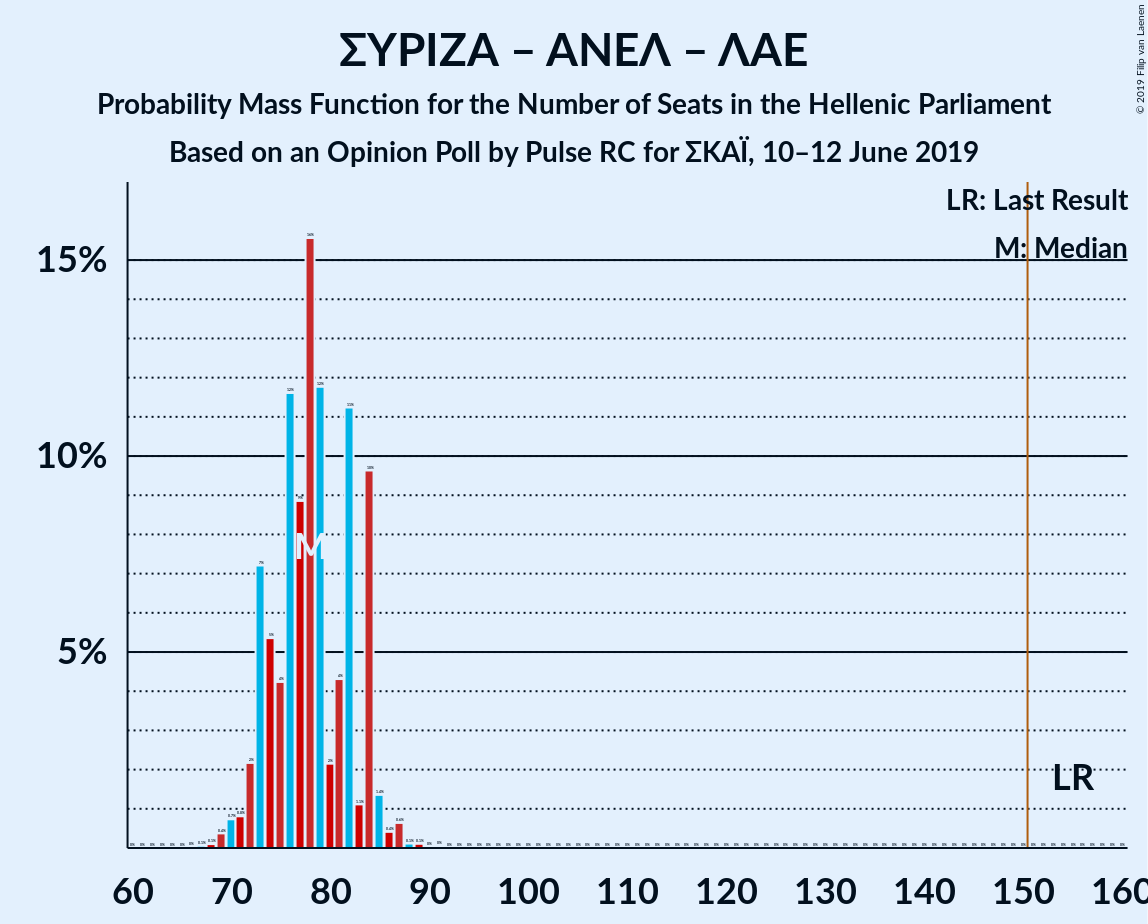 ΣΥΡΙΖΑ – ΑΝΕΛ – ΛΑΕ
Probability Mass Function for the Number of Seats in the Hellenic Parliament
Based on an Opinion Poll by Pulse RC for ΣΚΑΪ, 10–12 June 2019
© 2019 Filip van Laenen
LR: Last Result
M: Median
15%
10%
5%
M
LR
60 70 80 90 100 110 120 130 140 150 160